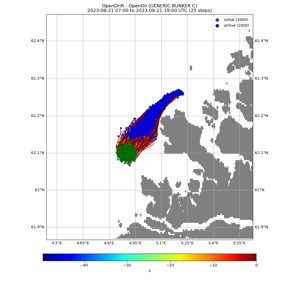 OpenDrift - OpenOil (GENERIC BUNKER C)
2023-08-21 07:00 to 2023-08-21 19:00 UTC (25 steps)
initial (2000)
active (2000)
62.4°N 62.4°N
62.3°N 62.3°N
62.2°N 62.2°N
62.1°N 62.1°N
62°N 62°N
61.9°N 61.9°N
4.5°E 4.65°E 4.8°E 4.95°E 5.1°E 5.25°E 5.4°E 5.55°E
−40 −30 −20 −10 0
z